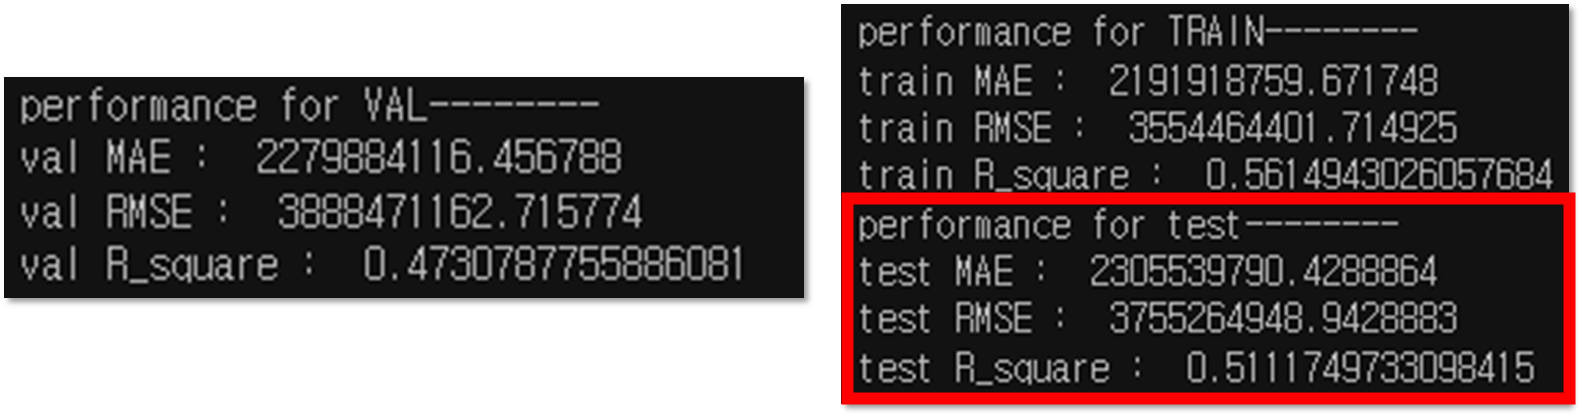 performance for VAL--------
val MAE :  2279884116.456788
val RMSE :  3888471162.715774
val R_square :  0.4730787755886081
performance for TRAIN--------
train MAE :  2191918759.671748
train RMSE :  3554464401.714925
train R_square :  0.5614943026057684
performance for test--------
test MAE :  2305539790.4288864
test RMSE :  3755264948.9428883
test R_square :  0.5111749733098415